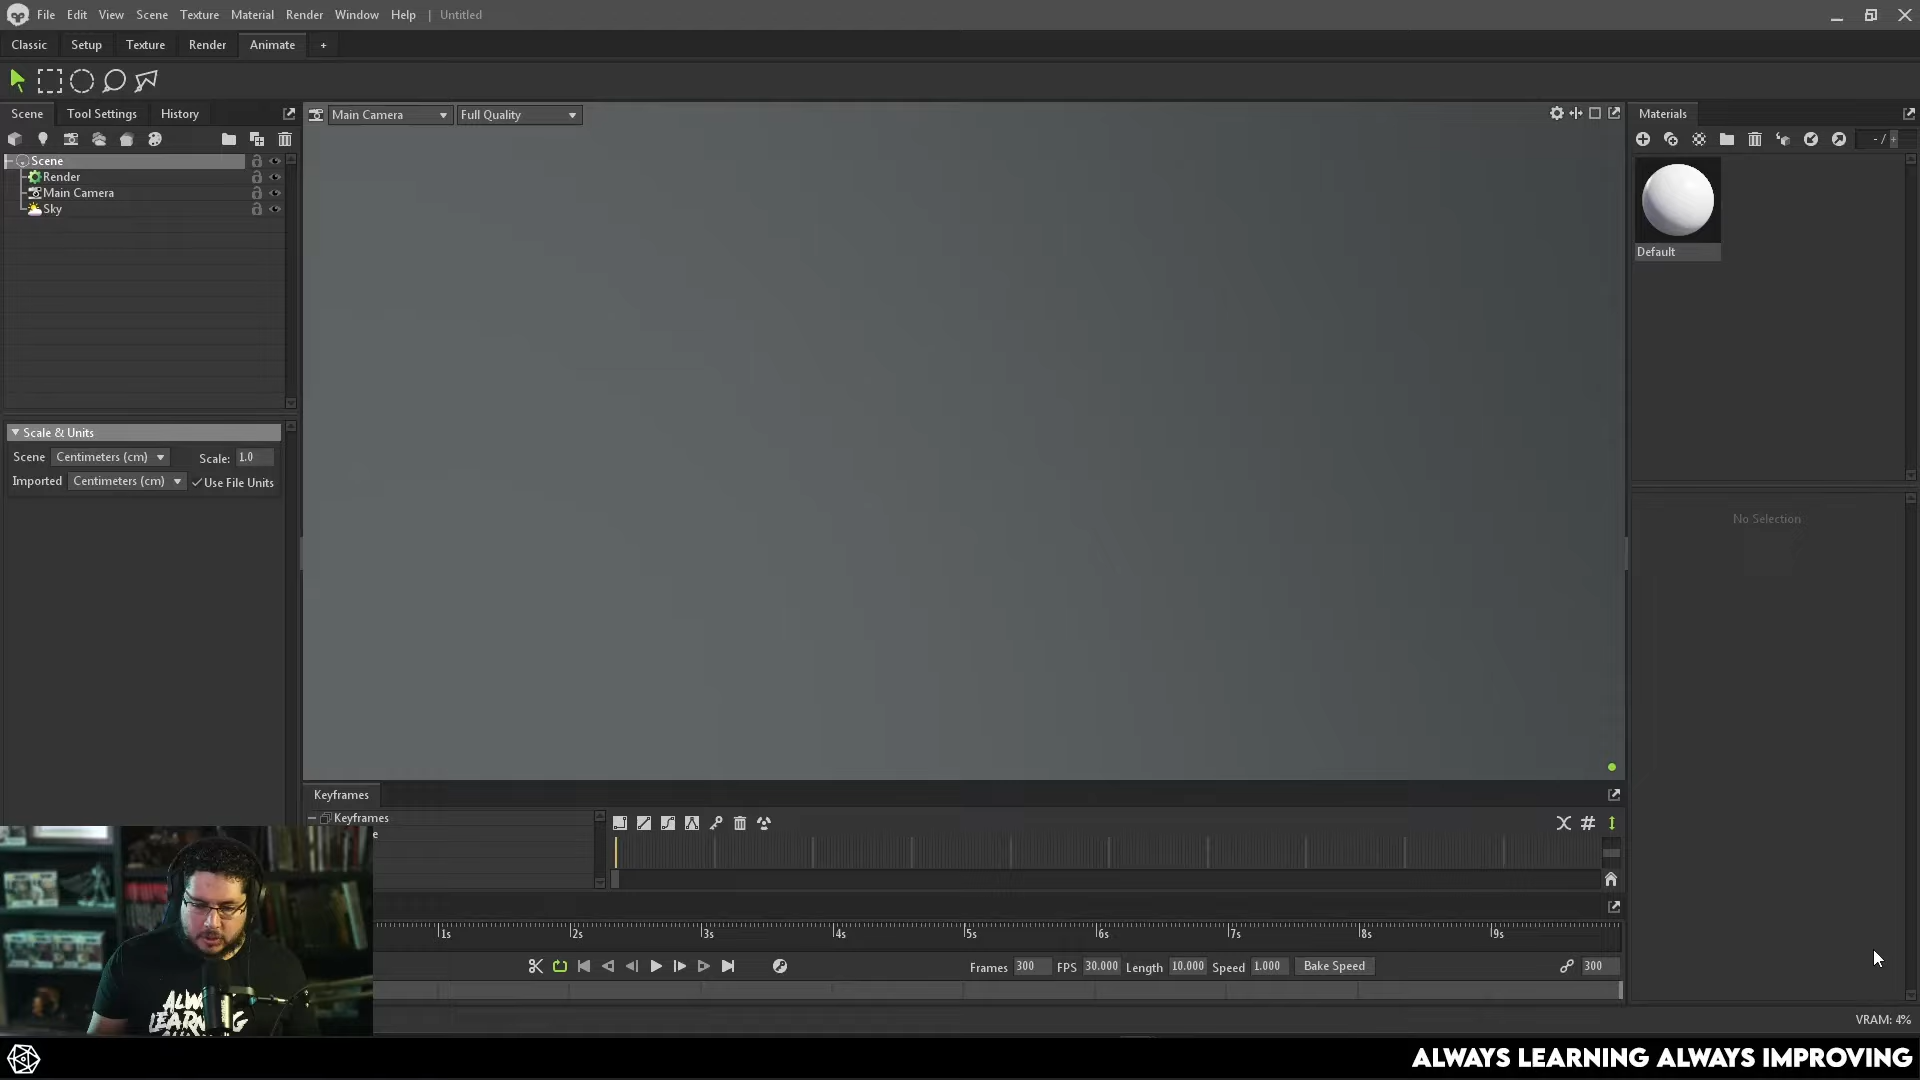 File Edit View Scene Texture Material Render Window Help | Untitled
Classic Setup Texture Render Animate +
Scene Tool Settings History
Main Camera Full Quality
Materials
- /
Scene
Render
Main Camera
Sky
Default
Scale & Units
Scene Centimeters (cm) Scale: 1.0
Imported Centimeters (cm) Use File Units
No Selection
Keyframes
Keyframes
e
1s 2s 3s 4s 5s 6s 7s 8s 9s
Frames 300 FPS 30.000 Length 10.000 Speed 1.000 Bake Speed 300
ALWAYS
LEARNING
VRAM: 4%
ALWAYS LEARNING ALWAYS IMPROVING